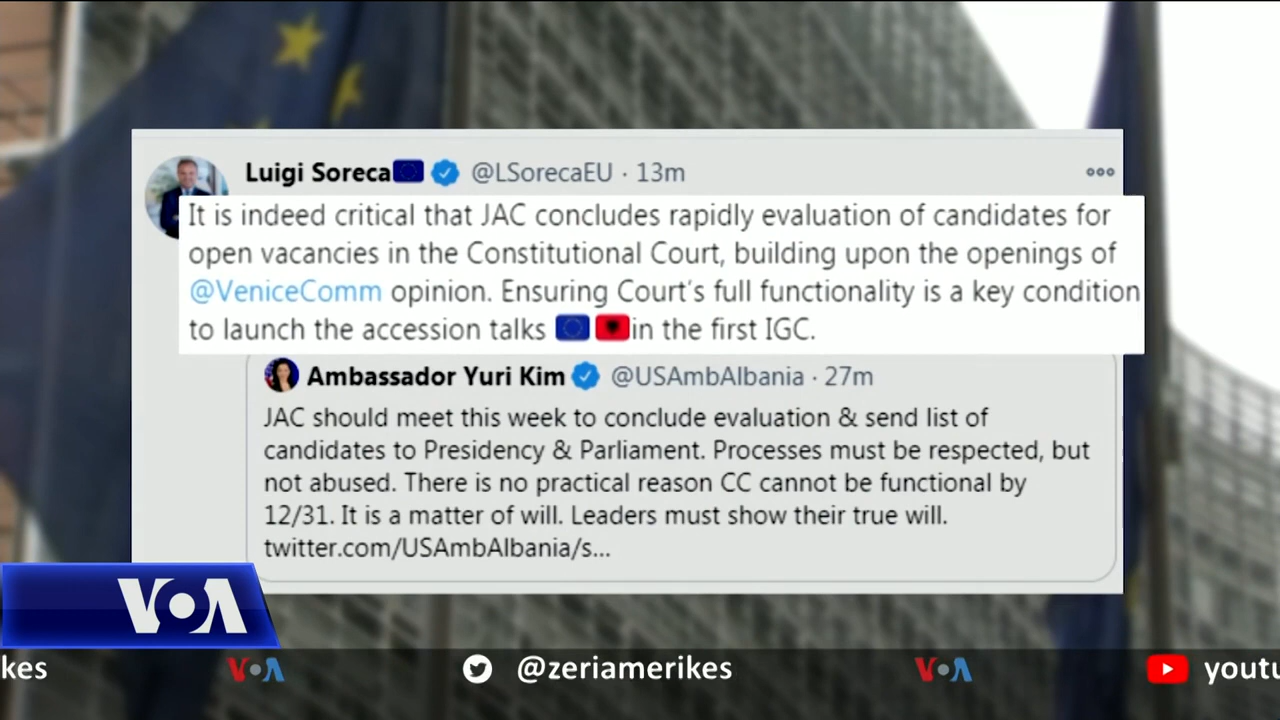 Luigi Soreca @LSorecaEU · 13m
It is indeed critical that JAC concludes rapidly evaluation of candidates for
open vacancies in the Constitutional Court, building upon the openings of
@VeniceComm opinion. Ensuring Court's full functionality is a key condition
to launch the accession talks in the first IGC.
Ambassador Yuri Kim @USAmbAlbania · 27m
JAC should meet this week to conclude evaluation & send list of
candidates to Presidency & Parliament. Processes must be respected, but
not abused. There is no practical reason CC cannot be functional by
12/31. It is a matter of will. Leaders must show their true will.
twitter.com/USAmbAlbania/s...
VOA
kes VOA @zeriamerikes VOA youtu